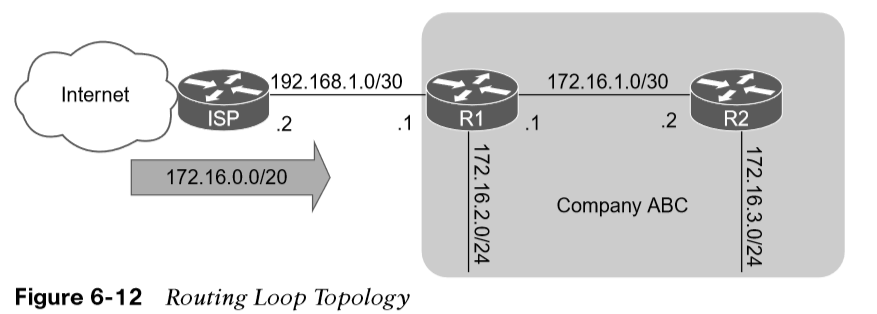 Internet
ISP
192.168.1.0/30
.2
.1
R1
172.16.1.0/30
.1
.2
R2
172.16.0.0/20
172.16.2.0/24
Company ABC
172.16.3.0/24
Figure 6-12 Routing Loop Topology